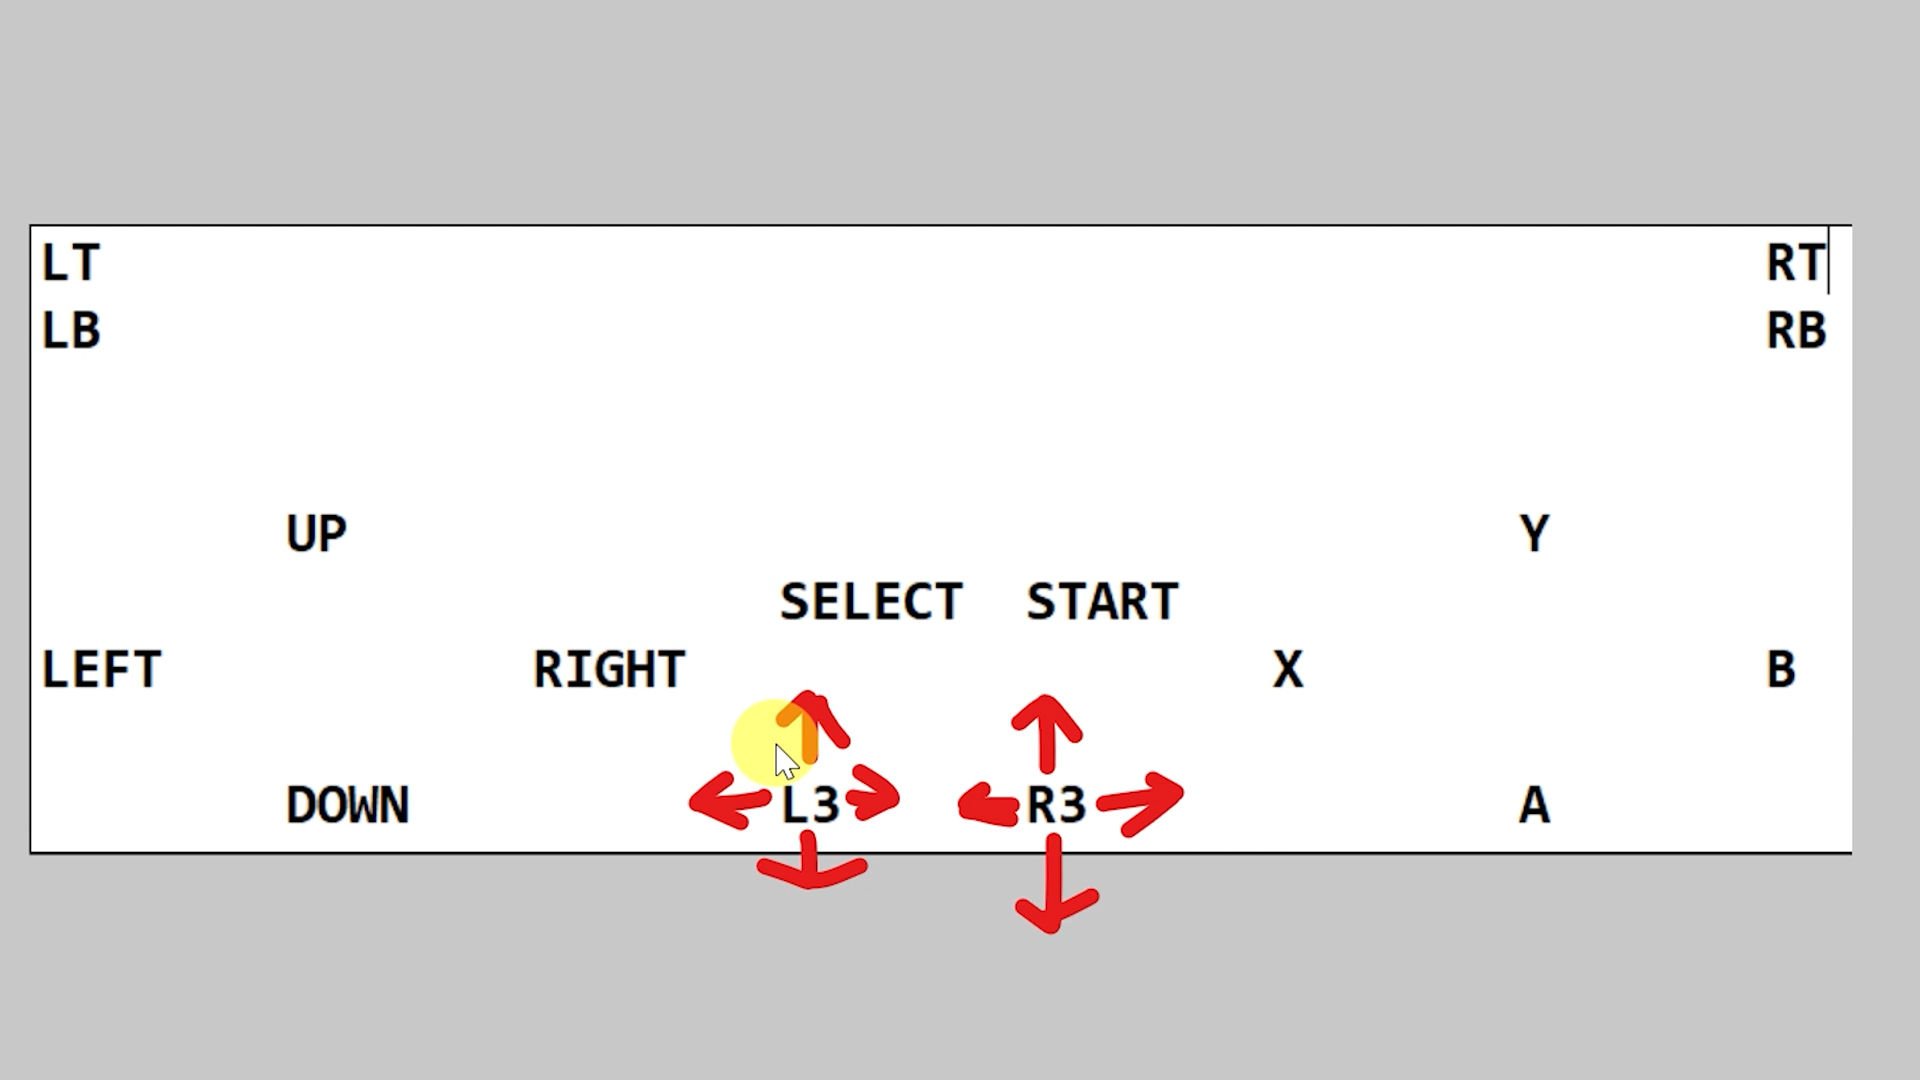 LT RT
LB RB
UP Y
SELECT START
LEFT RIGHT X B
DOWN L3 R3 A